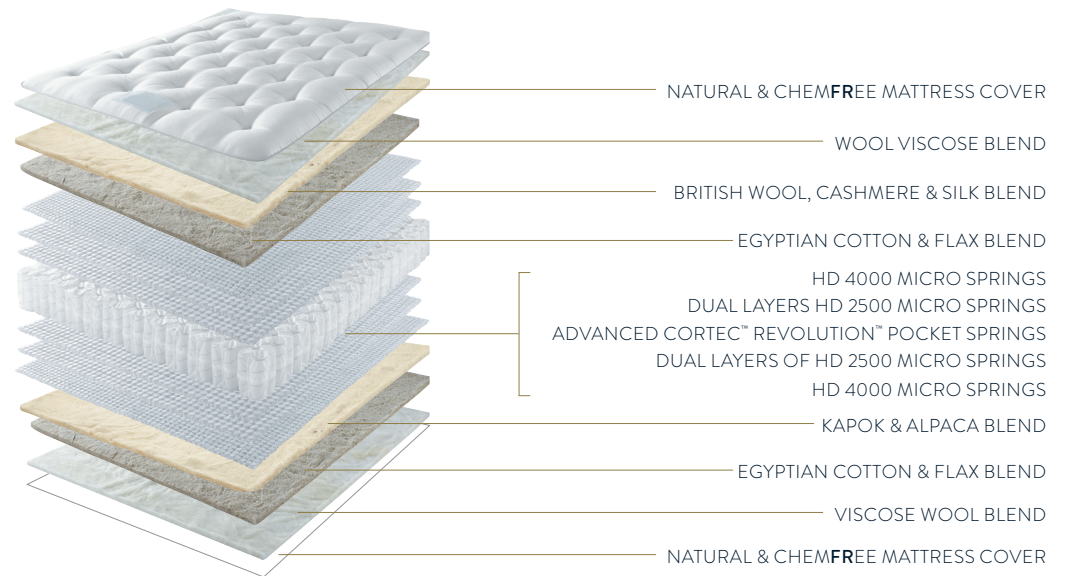 NATURAL & CHEMFREE MATTRESS COVER
WOOL VISCOSE BLEND
BRITISH WOOL, CASHMERE & SILK BLEND
EGYPTIAN COTTON & FLAX BLEND
HD 4000 MICRO SPRINGS
DUAL LAYERS HD 2500 MICRO SPRINGS
ADVANCED CORTEC™ REVOLUTION™ POCKET SPRINGS
DUAL LAYERS OF HD 2500 MICRO SPRINGS
HD 4000 MICRO SPRINGS
KAPOK & ALPACA BLEND
EGYPTIAN COTTON & FLAX BLEND
VISCOSE WOOL BLEND
NATURAL & CHEMFREE MATTRESS COVER